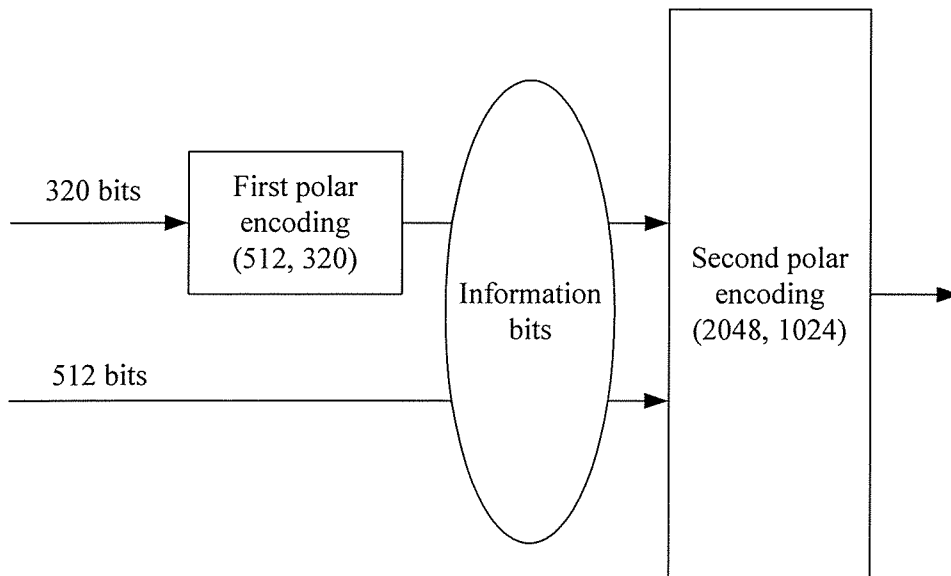 320 bits
First polar
encoding
(512, 320)
Information
bits
Second polar
encoding
(2048, 1024)
512 bits